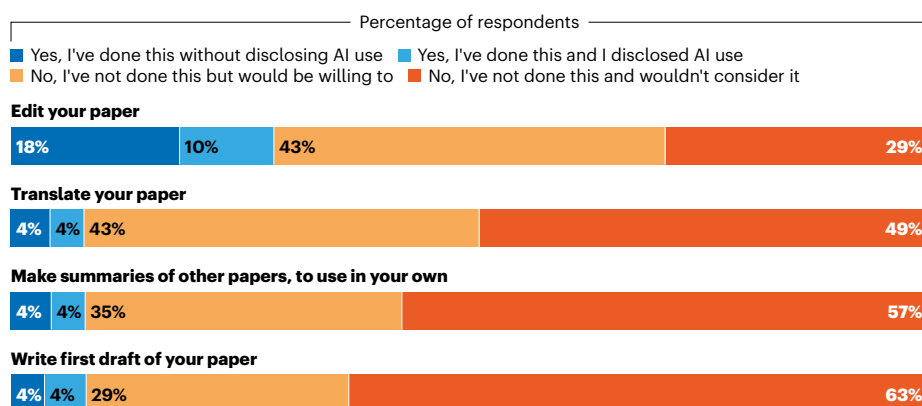 Percentage of respondents
Yes, I've done this without disclosing AI use Yes, I've done this and I disclosed AI use
No, I've not done this but would be willing to No, I've not done this and wouldn't consider it
Edit your paper
18% 10% 43% 29%
Translate your paper
4% 4% 43% 49%
Make summaries of other papers, to use in your own
4% 4% 35% 57%
Write first draft of your paper
4% 4% 29% 63%